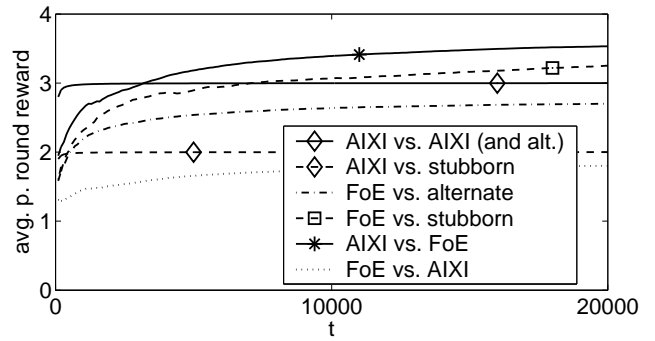 4
3
2
1
0
avg. p. round reward
AIXI vs. AIXI (and alt.)
AIXI vs. stubborn
FoE vs. alternate
FoE vs. stubborn
AIXI vs. FoE
FoE vs. AIXI
0
10000
20000
t